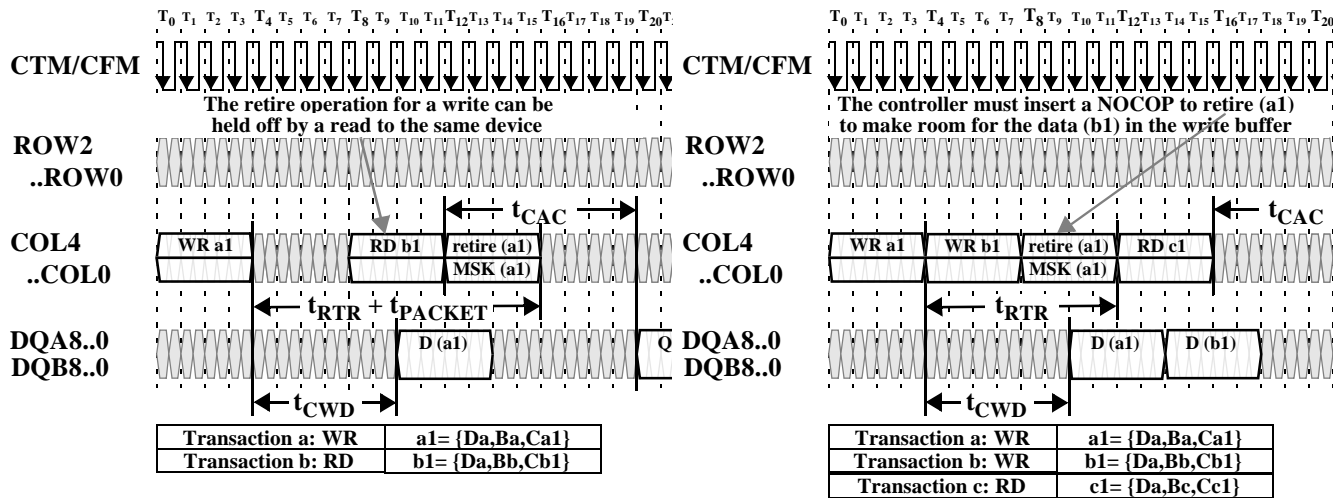 T0 T1 T2 T3 T4 T5 T6 T7 T8 T9 T10 T11 T12 T13 T14 T15 T16 T17 T18 T19 T20
CTM/CFM
The retire operation for a write can be
held off by a read to the same device
ROW2
..ROW0
tCAC
COL4
..COL0
WR a1
RD b1
retire (a1)
MSK (a1)
tRTR + tPACKET
DQA8..0
DQB8..0
D (a1)
Q
tCWD
Transaction a: WR a1= {Da,Ba,Ca1}
Transaction b: RD b1= {Da,Bb,Cb1}
T0 T1 T2 T3 T4 T5 T6 T7 T8 T9 T10 T11 T12 T13 T14 T15 T16 T17 T18 T19 T20
CTM/CFM
The controller must insert a NOCOP to retire (a1)
to make room for the data (b1) in the write buffer
ROW2
..ROW0
tCAC
COL4
..COL0
WR a1
WR b1
retire (a1)
MSK (a1)
RD c1
tRTR
DQA8..0
DQB8..0
D (a1)
D (b1)
tCWD
Transaction a: WR a1= {Da,Ba,Ca1}
Transaction b: WR b1= {Da,Bb,Cb1}
Transaction c: RD c1= {Da,Bc,Cc1}